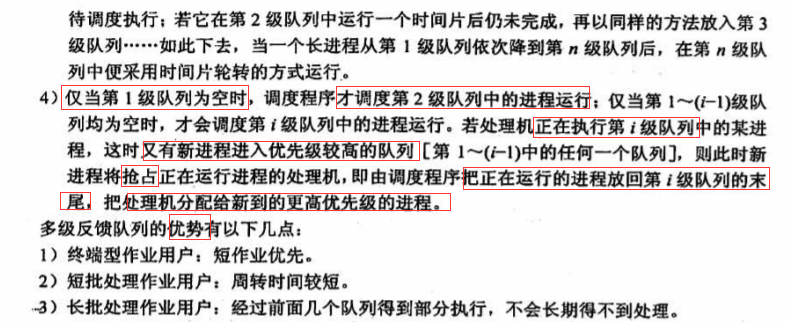 待调度执行；若它在第 2 级队列中运行一个时间片后仍未完成，再以同样的方法放入第 3
级队列……如此下去，当一个长进程从第 1 级队列依次降到第 n 级队列后，在第 n 级队
列中便采用时间片轮转的方式运行。
4）仅当第 1 级队列为空时，调度程序才调度第 2 级队列中的进程运行；仅当第 1～(i-1)级队
列均为空时，才会调度第 i 级队列中的进程运行。若处理机正在执行第 i 级队列中的某进
程，这时又有新进程进入优先级较高的队列［第 1～(i-1)中的任何一个队列］，则此时新
进程将抢占正在运行进程的处理机，即由调度程序把正在运行的进程放回第 i 级队列的末
尾，把处理机分配给新到的更高优先级的进程。
多级反馈队列的优势有以下几点：
1）终端型作业用户：短作业优先。
2）短批处理作业用户：周转时间较短。
3）长批处理作业用户：经过前面几个队列得到部分执行，不会长期得不到处理。